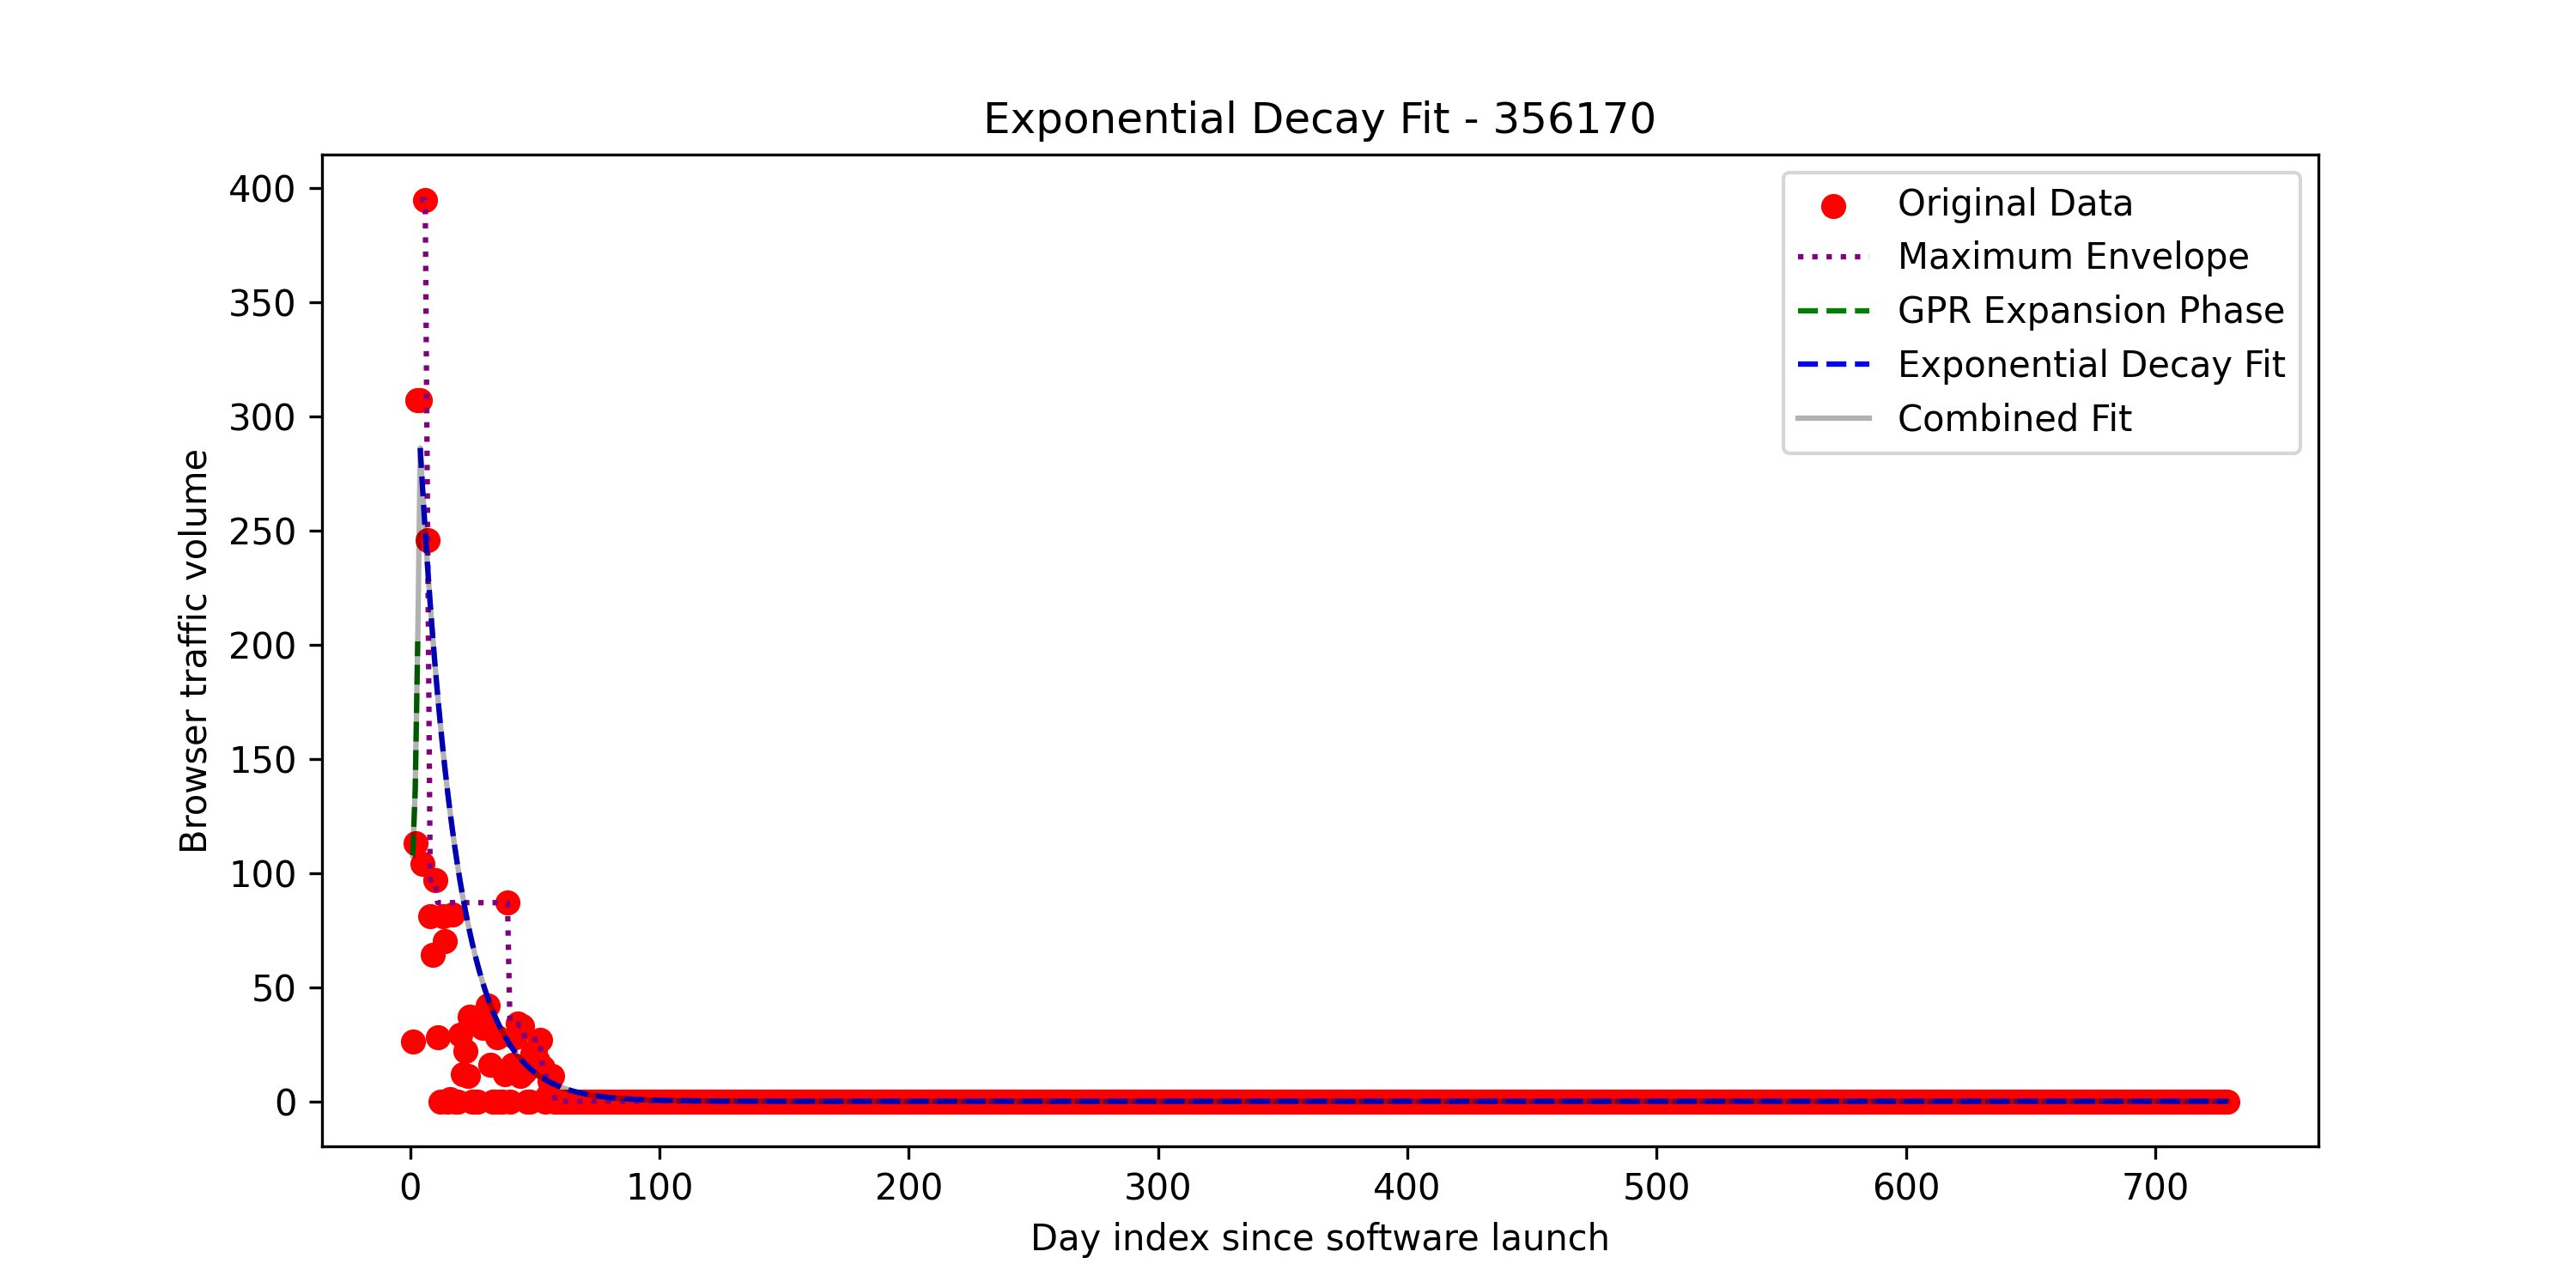 Exponential Decay Fit - 356170
400
350
300
250
200
150
100
50
0
Browser traffic volume
Original Data
Maximum Envelope
GPR Expansion Phase
Exponential Decay Fit
Combined Fit
0 100 200 300 400 500 600 700
Day index since software launch